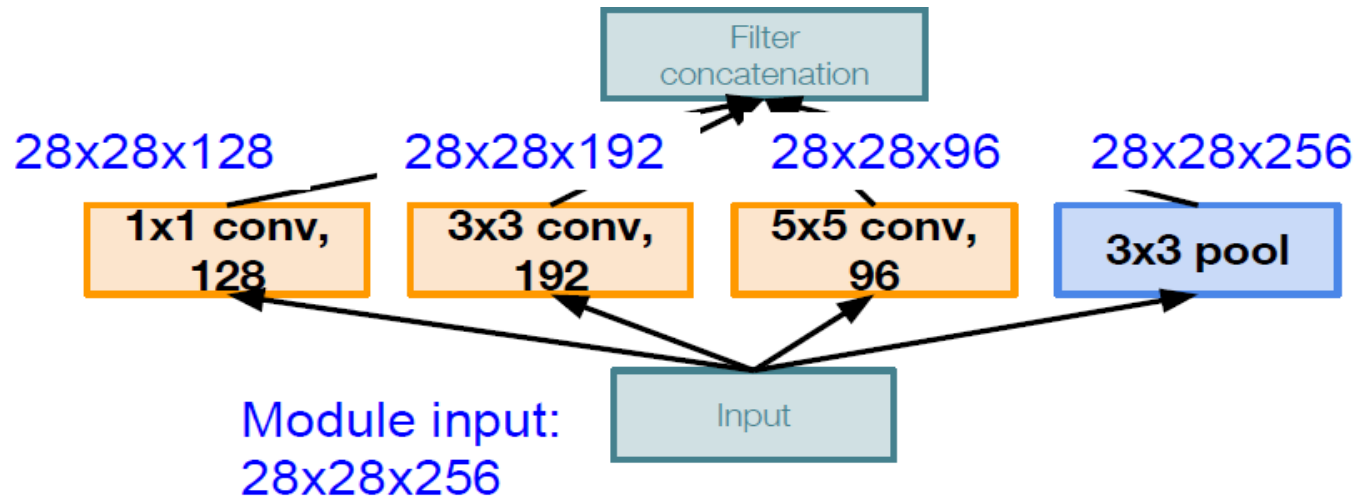 Filter
concatenation
28x28x128
28x28x192
28x28x96
28x28x256
1x1 conv,
128
3x3 conv,
192
5x5 conv,
96
3x3 pool
Input
Module input:
28x28x256